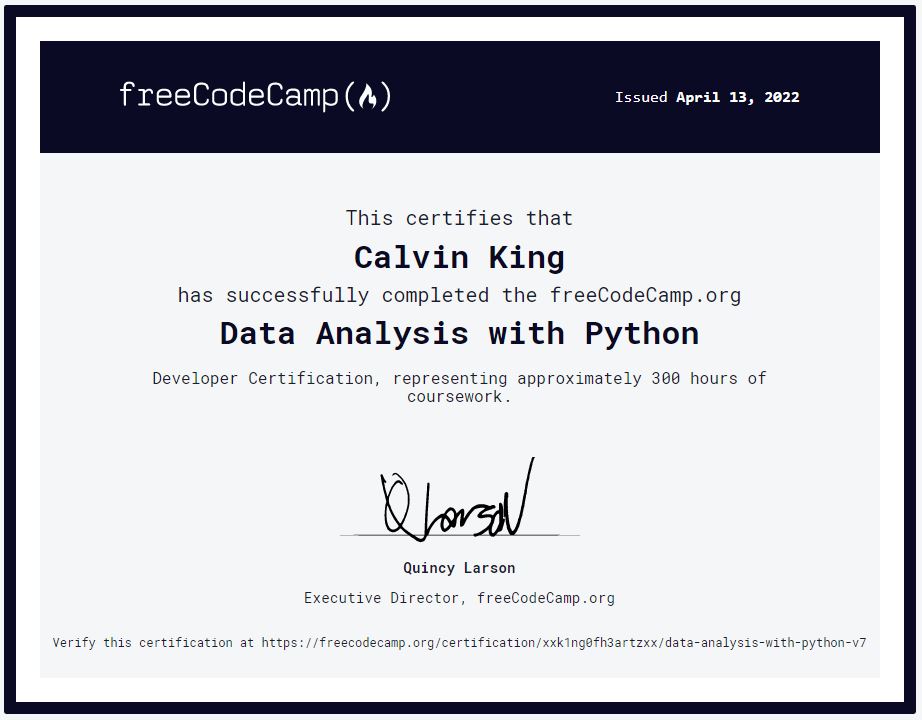 freeCodeCamp
Issued April 13, 2022
This certifies that
Calvin King
has successfully completed the freeCodeCamp.org
Data Analysis with Python
Developer Certification, representing approximately 300 hours of
coursework.
Q Larson
Quincy Larson
Executive Director, freeCodeCamp.org
Verify this certification at https://freecodecamp.org/certification/xxk1ng0fh3artzxx/data-analysis-with-python-v7